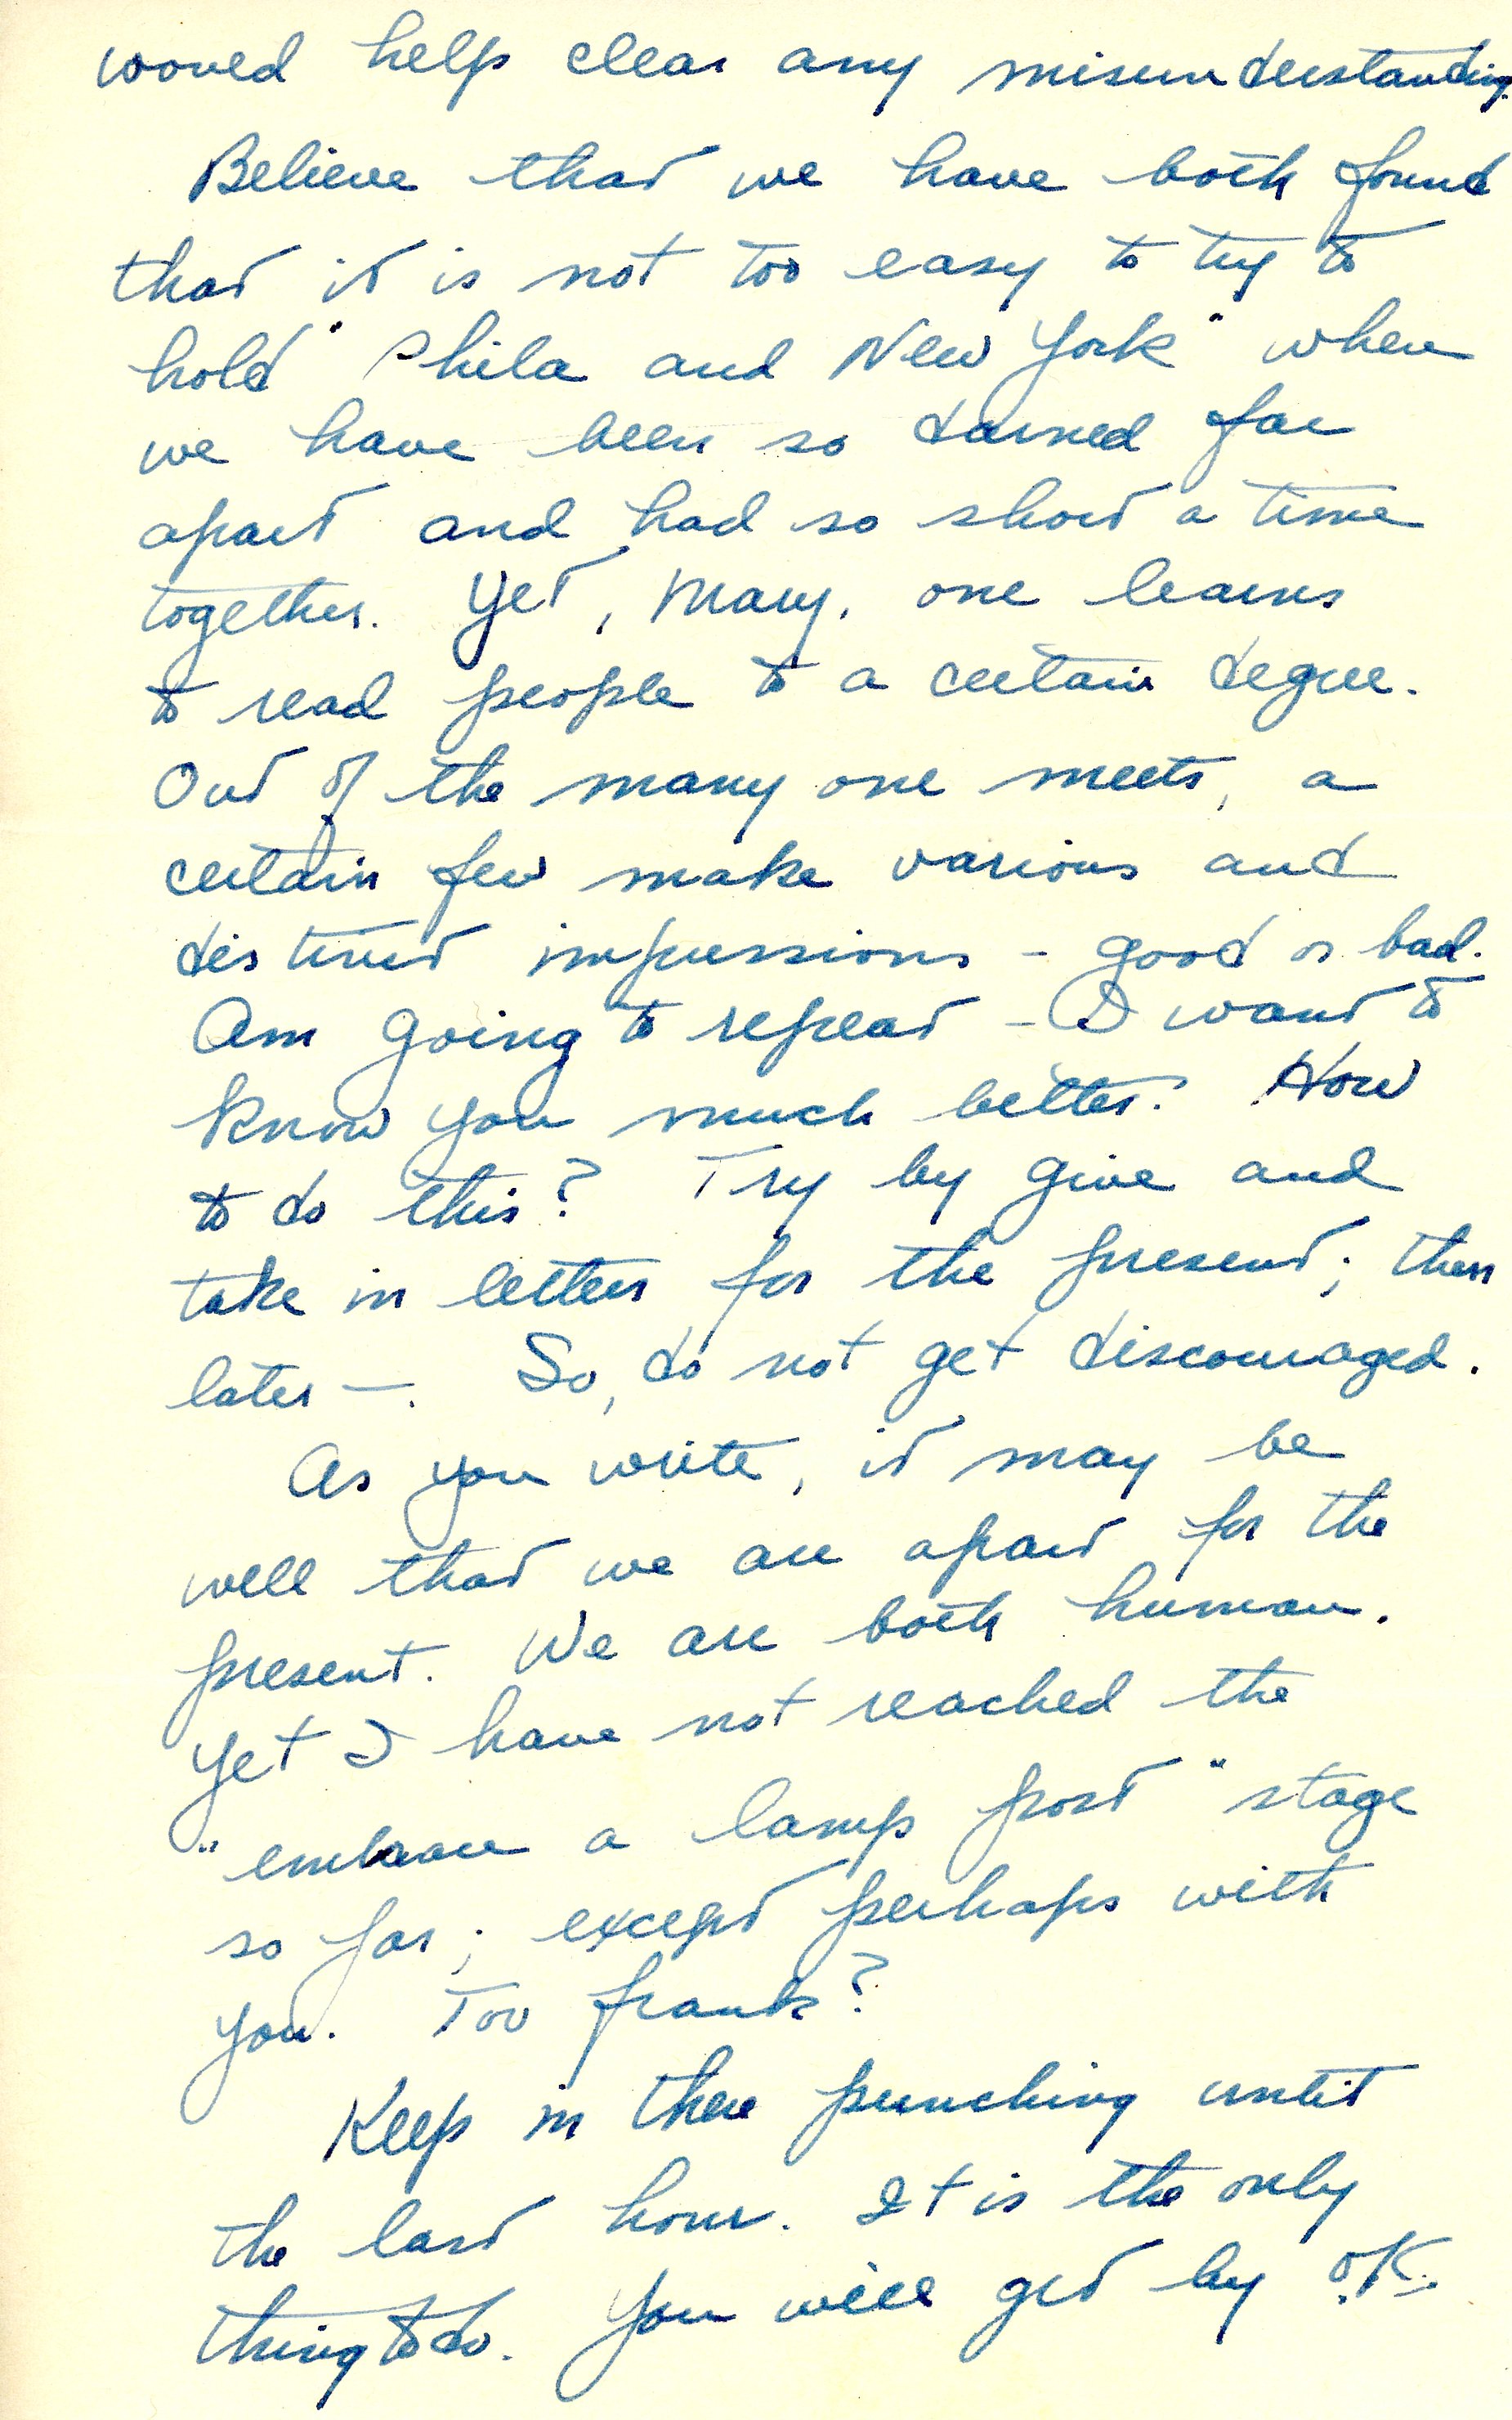 wooued help clear any misunderstanding.
Believe that we have both found
that it is not too easy to try to
hold "Phila and New York" when
we have been so darned far
apart and had so short a time
together. Yet, Mary, one learns
to read people to a certain degree.
Out of the many one meets, a
certain few make various and
distinct impressions - good or bad.
Am going to repeat - I want to
know you much better. How
to do this? Try by give and
take in letters for the present; then
later —. So, do not get discouraged.
As you write, it may be
well that we are apart for the
present. We are both human.
Yet I have not reached the
"embrace a lamp post" stage
so far; except perhaps with
you. Too frank?
Keep in there punching until
the last hour. It is the only
thing to do. You will get by O.K.